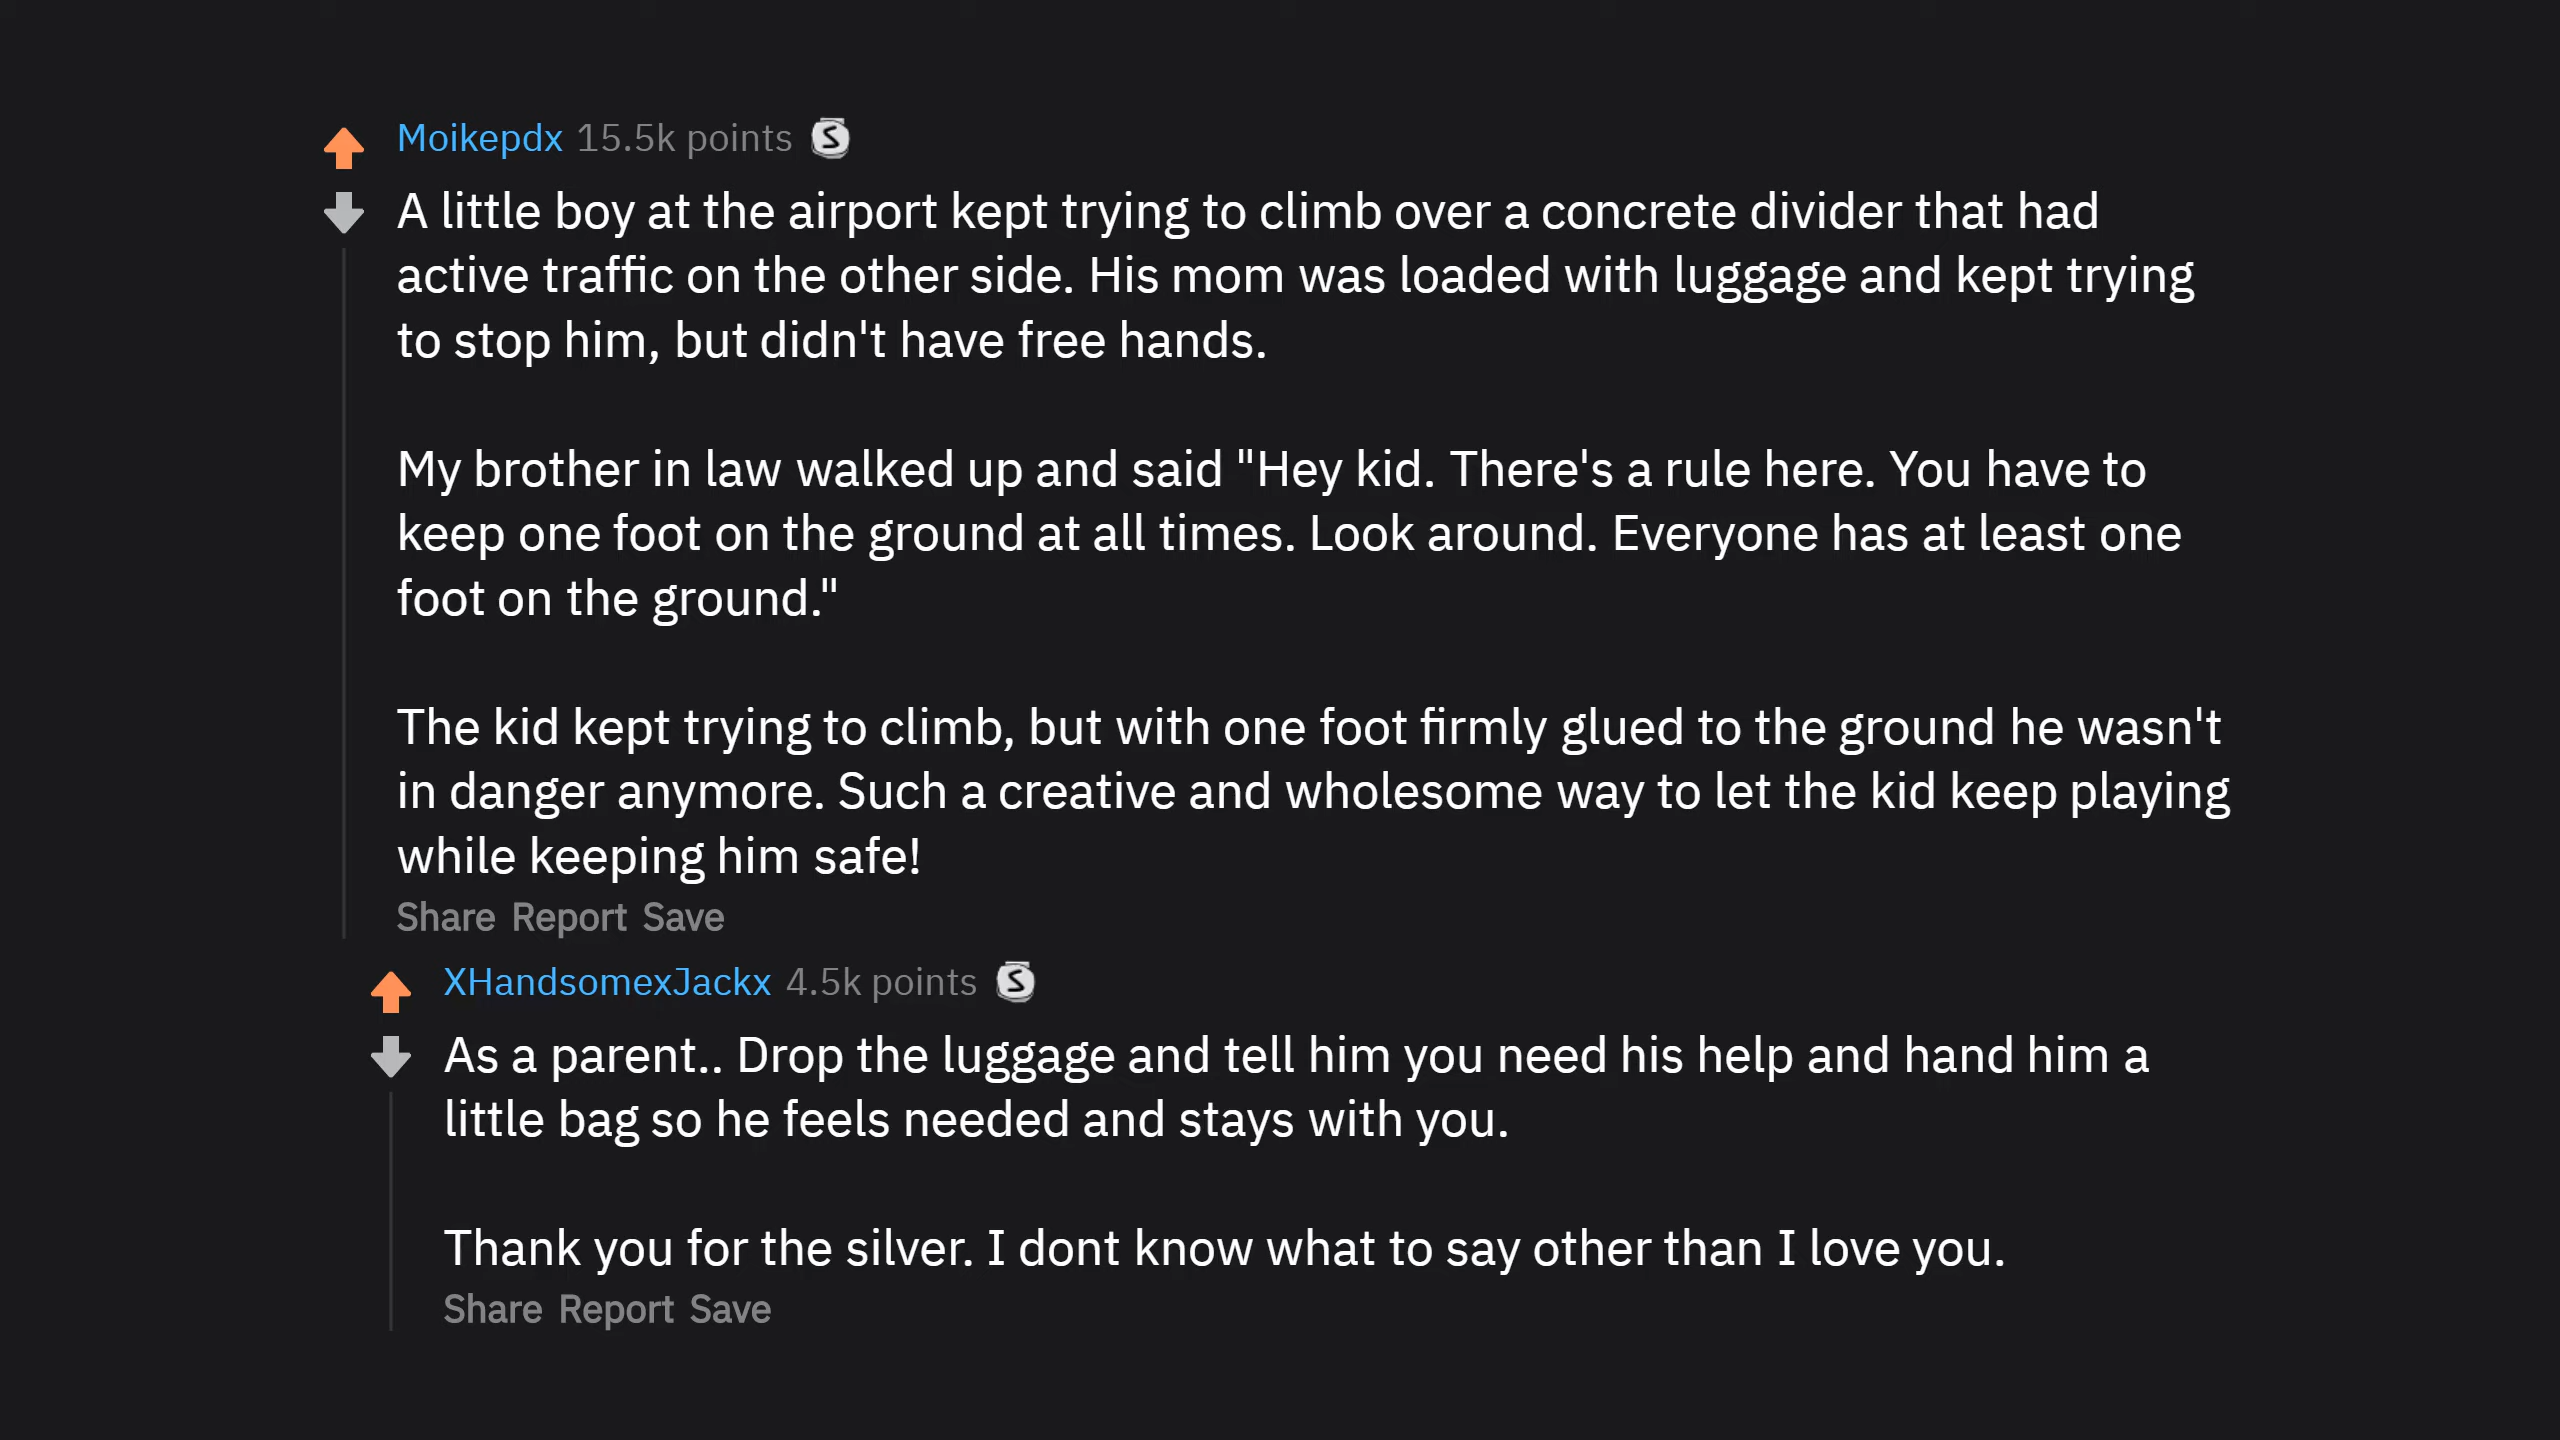 Moikepdx 15.5k points S
A little boy at the airport kept trying to climb over a concrete divider that had
active traffic on the other side. His mom was loaded with luggage and kept trying
to stop him, but didn't have free hands.
My brother in law walked up and said "Hey kid. There's a rule here. You have to
keep one foot on the ground at all times. Look around. Everyone has at least one
foot on the ground."
The kid kept trying to climb, but with one foot firmly glued to the ground he wasn't
in danger anymore. Such a creative and wholesome way to let the kid keep playing
while keeping him safe!
Share Report Save
XHandsomexJackx 4.5k points S
As a parent.. Drop the luggage and tell him you need his help and hand him a
little bag so he feels needed and stays with you.
Thank you for the silver. I dont know what to say other than I love you.
Share Report Save